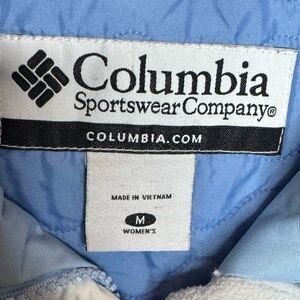 Columbia
Sportswear Company®
COLUMBIA.COM
MADE IN VIETNAM
M
WOMEN'S